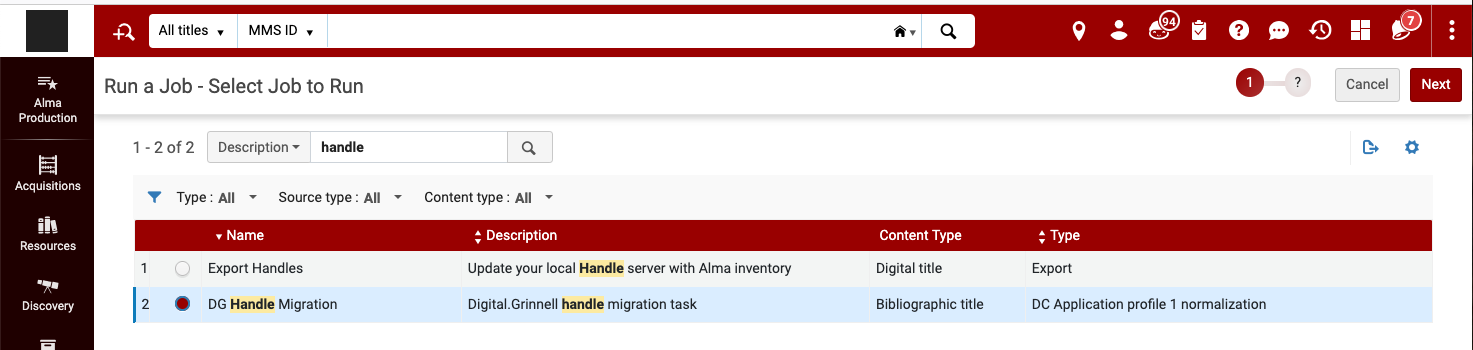 All titles MMS ID 94 ? 7
Alma
Production
Run a Job - Select Job to Run 1 ? Cancel Next
1 - 2 of 2 Description handle
Acquisitions
Type : All Source type : All Content type : All
Resources
Name Description Content Type Type
1 Export Handles Update your local Handle server with Alma inventory Digital title Export
2 DG Handle Migration Digital.Grinnell handle migration task Bibliographic title DC Application profile 1 normalization
Discovery